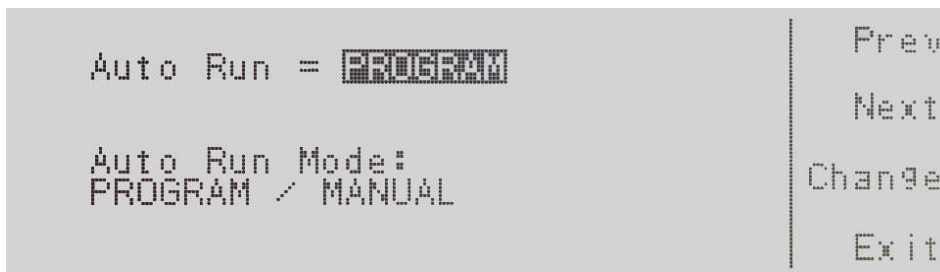 Auto Run = PROGRAM
Auto Run Mode:
PROGRAM / MANUAL
Prev
Next
Change
Exit